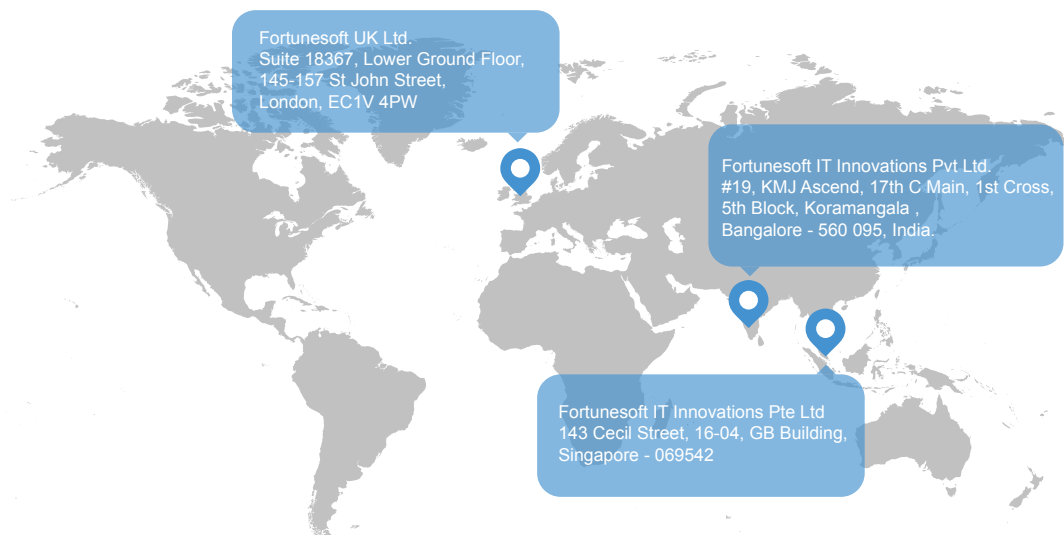 Fortunesoft UK Ltd.
Suite 18367, Lower Ground Floor,
145-157 St John Street,
London, EC1V 4PW
Fortunesoft IT Innovations Pvt Ltd.
#19, KMJ Ascend, 17th C Main, 1st Cross,
5th Block, Koramangala ,
Bangalore - 560 095, India.
Fortunesoft IT Innovations Pte Ltd
143 Cecil Street, 16-04, GB Building,
Singapore - 069542